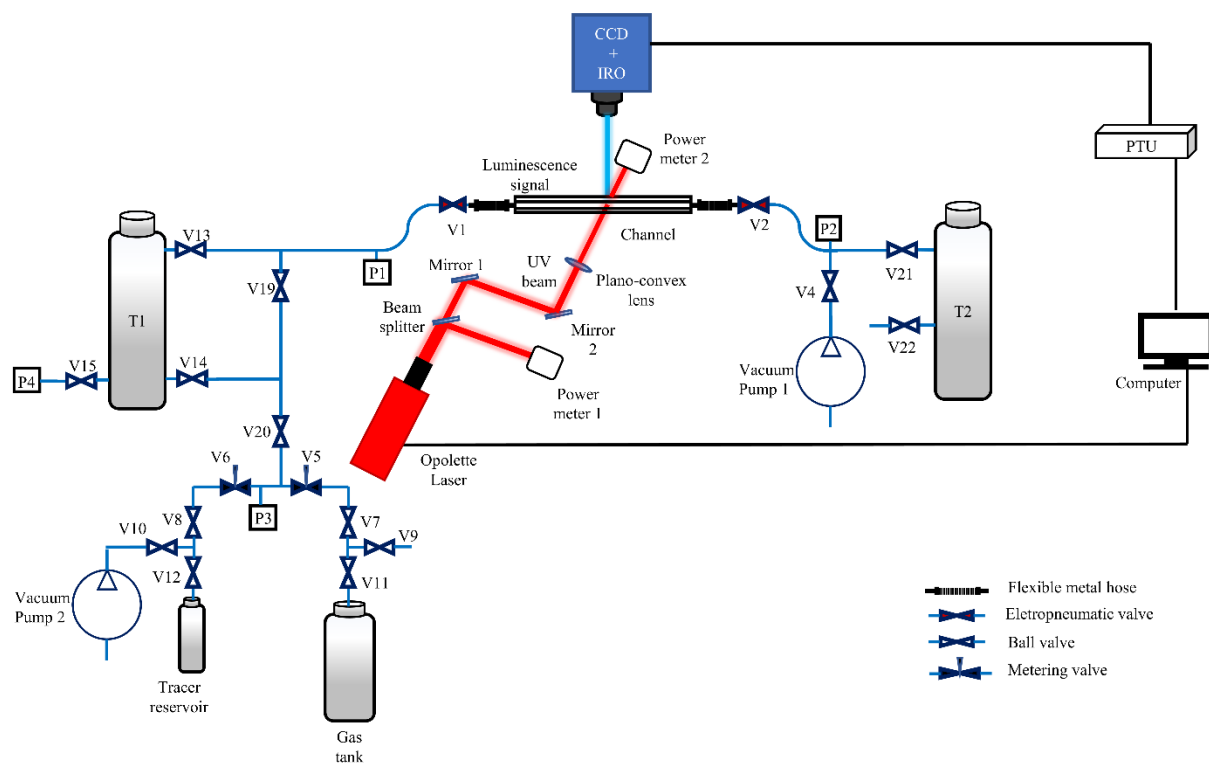 CCD
+
IRO
Power
meter 2
PTU
Luminescence
signal
V1
V2
Channel
V13
P1
P2
V21
Mirror 1
UV
beam
Plano-convex
lens
V19
V4
T1
Beam
splitter
Mirror
2
T2
V22
V15
V14
P4
Power
meter 1
Vacuum
Pump 1
Computer
V20
V6
V5
Opolette
Laser
P3
V8
V7
V10
V9
V12
V11
Vacuum
Pump 2
Flexible metal hose
Eletropneumatic valve
Ball valve
Metering valve
Tracer
reservoir
Gas
tank